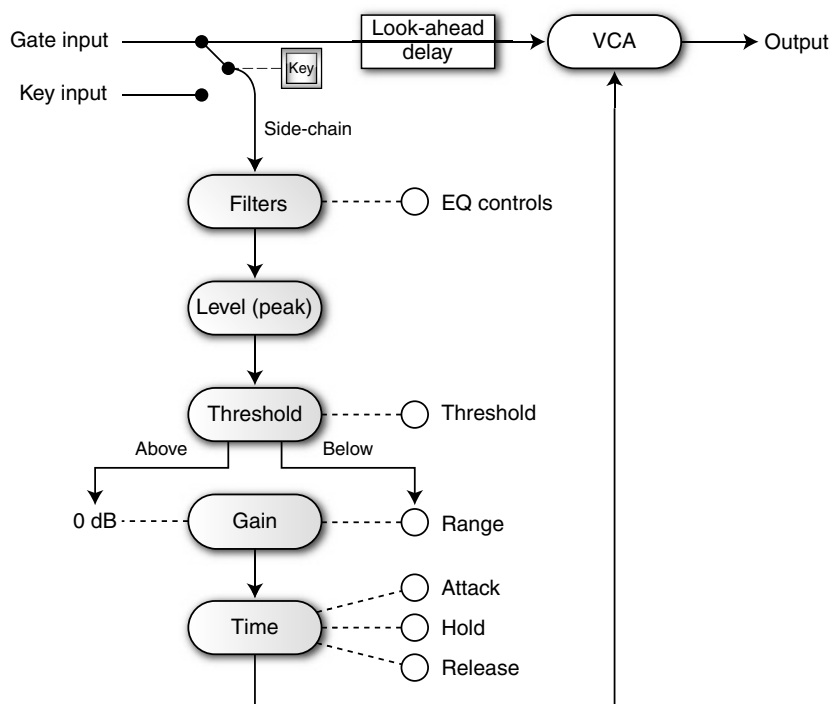 Gate input
Look-ahead
delay
VCA
Output
Key
Key input
Side-chain
Filters
EQ controls
Level (peak)
Threshold
Threshold
Above
Below
0 dB
Gain
Range
Attack
Time
Hold
Release